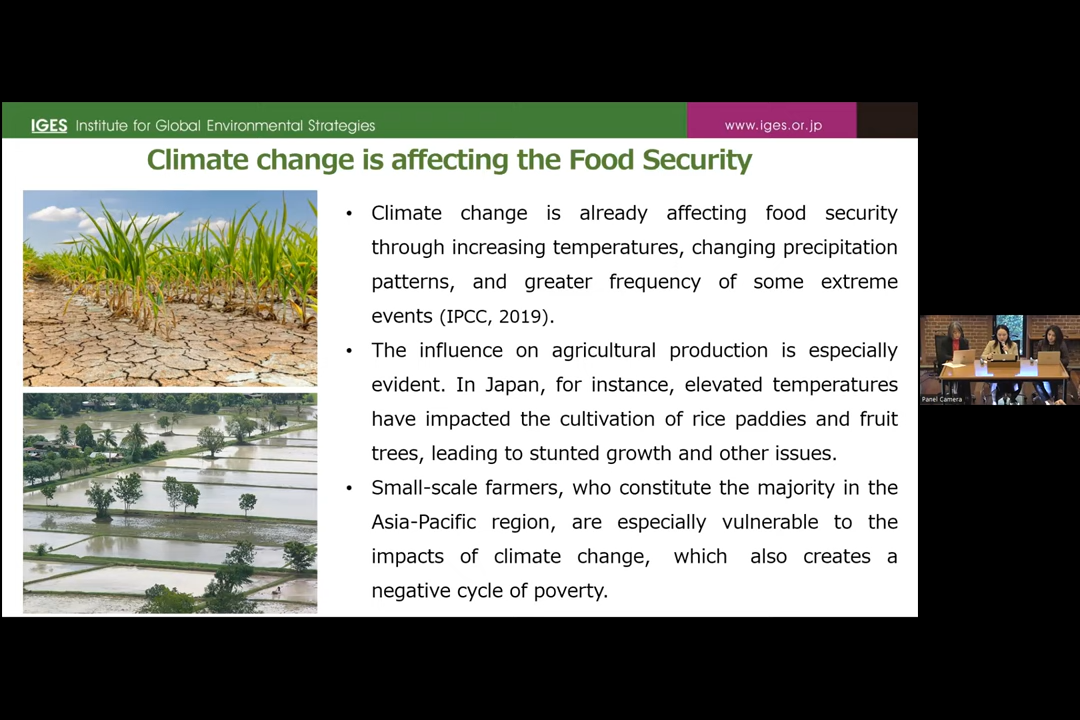 IGES Institute for Global Environmental Strategies
www.iges.or.jp
Climate change is affecting the Food Security
• Climate change is already affecting food security
through increasing temperatures, changing precipitation
patterns, and greater frequency of some extreme
events (IPCC, 2019).
• The influence on agricultural production is especially
evident. In Japan, for instance, elevated temperatures
have impacted the cultivation of rice paddies and fruit
trees, leading to stunted growth and other issues.
• Small-scale farmers, who constitute the majority in the
Asia-Pacific region, are especially vulnerable to the
impacts of climate change, which also creates a
negative cycle of poverty.
Panel Camera